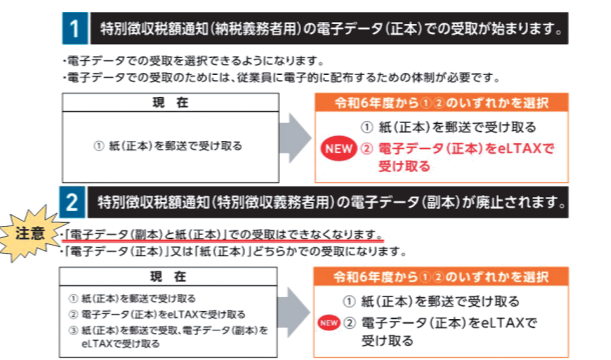 1 特別徴収税額通知(納税義務者用)の電子データ(正本)での受取が始まります。
・電子データでの受取を選択できるようになります。
・電子データでの受取のためには、従業員に電子的に配布するための体制が必要です。
現 在
① 紙(正本)を郵送で受け取る
令和6年度から①②のいずれかを選択
① 紙(正本)を郵送で受け取る
NEW ② 電子データ(正本)をeLTAXで
受け取る
2 特別徴収税額通知(特別徴収義務者用)の電子データ(副本)が廃止されます。
注意
・「電子データ(副本)と紙(正本)」での受取はできなくなります。
・「電子データ(正本)」又は「紙(正本)」どちらかでの受取になります。
現 在
① 紙(正本)を郵送で受け取る
② 電子データ(正本)をeLTAXで受け取る
③ 紙(正本)を郵送で受取、電子データ(副本)を
eLTAXで受け取る
令和6年度から①②のいずれかを選択
① 紙(正本)を郵送で受け取る
NEW ② 電子データ(正本)をeLTAXで
受け取る